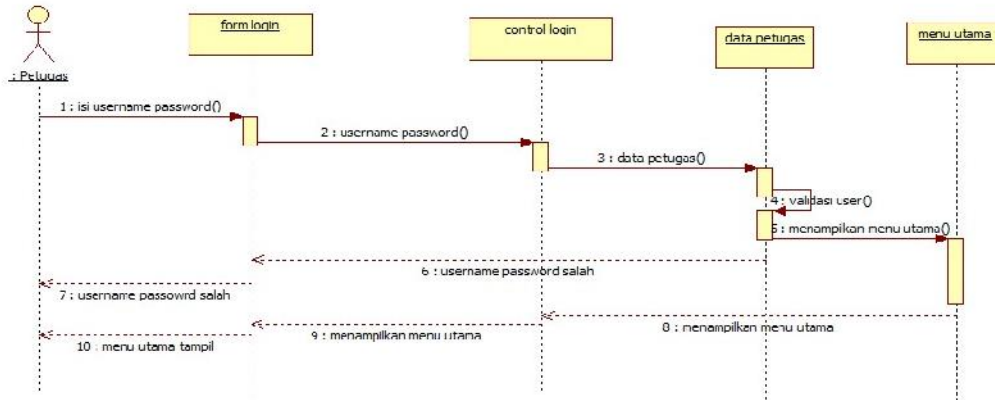 form login
control login
data petugas
menu utama
: Petugas
1 : isi username password()
2 : username password()
3 : data petugas()
4 : validasi user()
5 : menampikan menu utama()
6 : username password salah
7 : username passowrd salah
8 : menampilkan menu utama
9 : menampilkan menu utama
10 : menu utama tampil